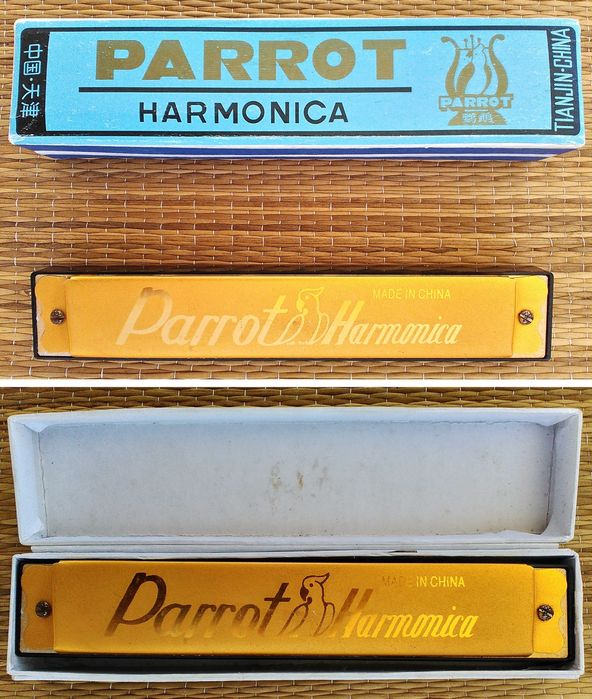 中国·天津
PARROT
HARMONICA
PARROT
鹦鹉
TIANJIN·CHINA
MADE IN CHINA
Parrot Harmonica
MADE IN CHINA
Parrot Harmonica